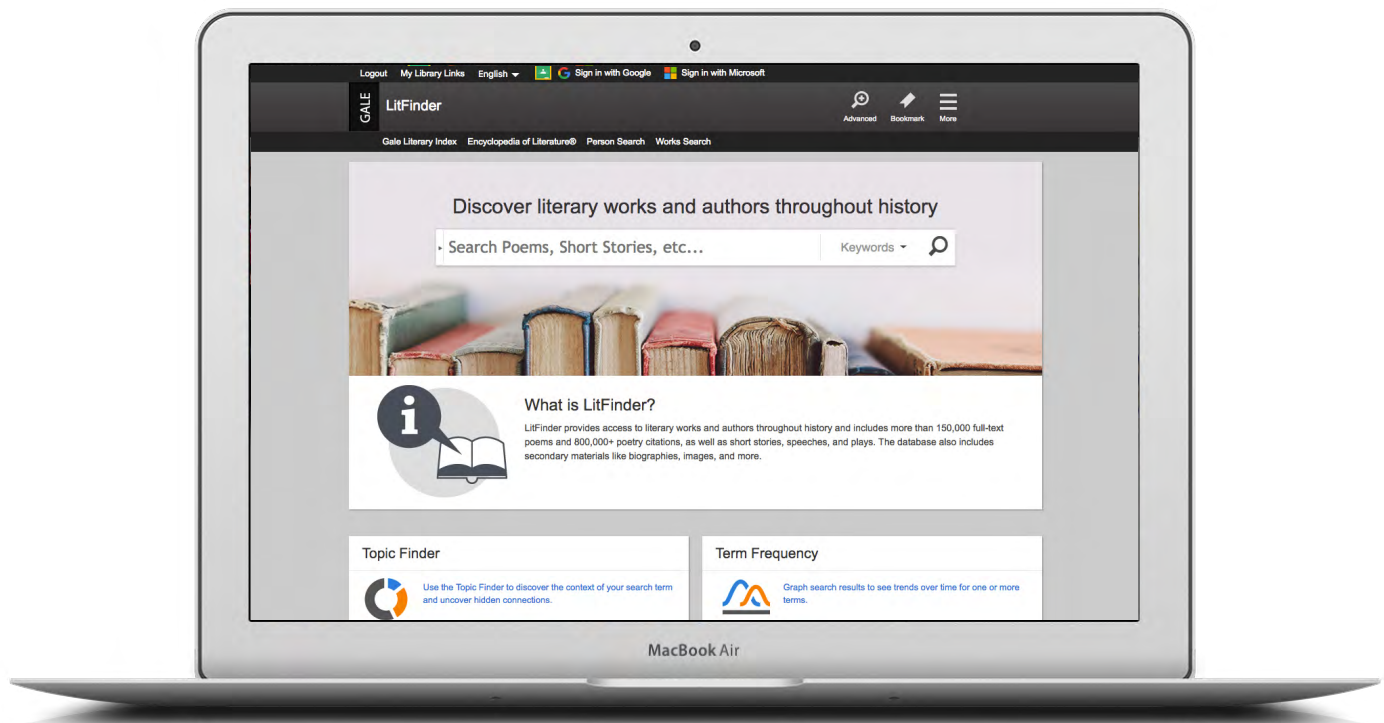 Logout My Library Links English Sign in with Google Sign in with Microsoft
GALE LitFinder
Advanced Bookmark More
Gale Literary Index Encyclopedia of Literature® Person Search Works Search
Discover literary works and authors throughout history
Search Poems, Short Stories, etc... Keywords
What is LitFinder?
LitFinder provides access to literary works and authors throughout history and includes more than 150,000 full-text
poems and 800,000+ poetry citations, as well as short stories, speeches, and plays. The database also includes
secondary materials like biographies, images, and more.
Topic Finder
Use the Topic Finder to discover the context of your search term
and uncover hidden connections.
Term Frequency
Graph search results to see trends over time for one or more
terms.
MacBook Air